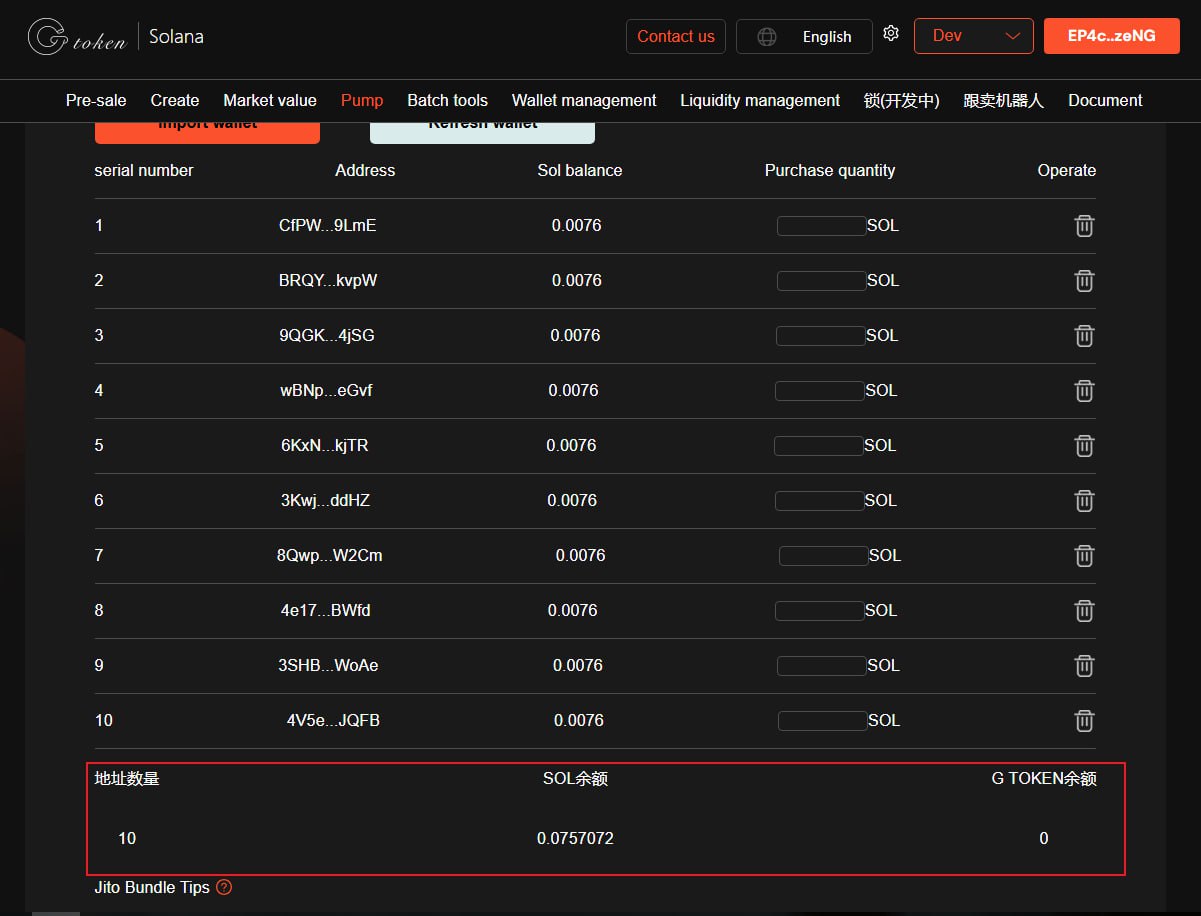 G token Solana Contact us English Dev EP4c..zeNG
Pre-sale Create Market value Pump Batch tools Wallet management Liquidity management 锁(开发中) 跟卖机器人 Document
Import wallet Refresh wallet
serial number Address Sol balance Purchase quantity Operate
1 CfPW...9LmE 0.0076 SOL
2 BRQY...kvpW 0.0076 SOL
3 9QGK...4jSG 0.0076 SOL
4 wBNp...eGvf 0.0076 SOL
5 6KxN...kjTR 0.0076 SOL
6 3Kwj...ddHZ 0.0076 SOL
7 8Qwp...W2Cm 0.0076 SOL
8 4e17...BWfd 0.0076 SOL
9 3SHB...WoAe 0.0076 SOL
10 4V5e...JQFB 0.0076 SOL
地址数量 SOL余额 G TOKEN余额
10 0.0757072 0
Jito Bundle Tips ?